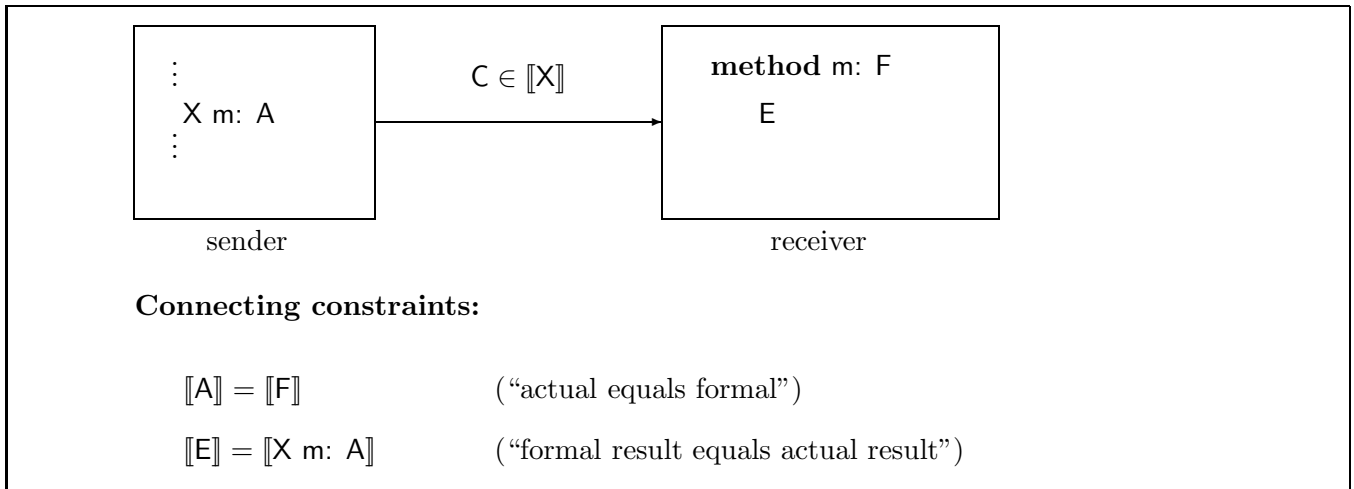 ⋮
X m: A
⋮
C ∈ ⟦X⟧
method m: F
E
sender
receiver
Connecting constraints:
⟦A⟧ = ⟦F⟧ (“actual equals formal”)
⟦E⟧ = ⟦X m: A⟧ (“formal result equals actual result”)